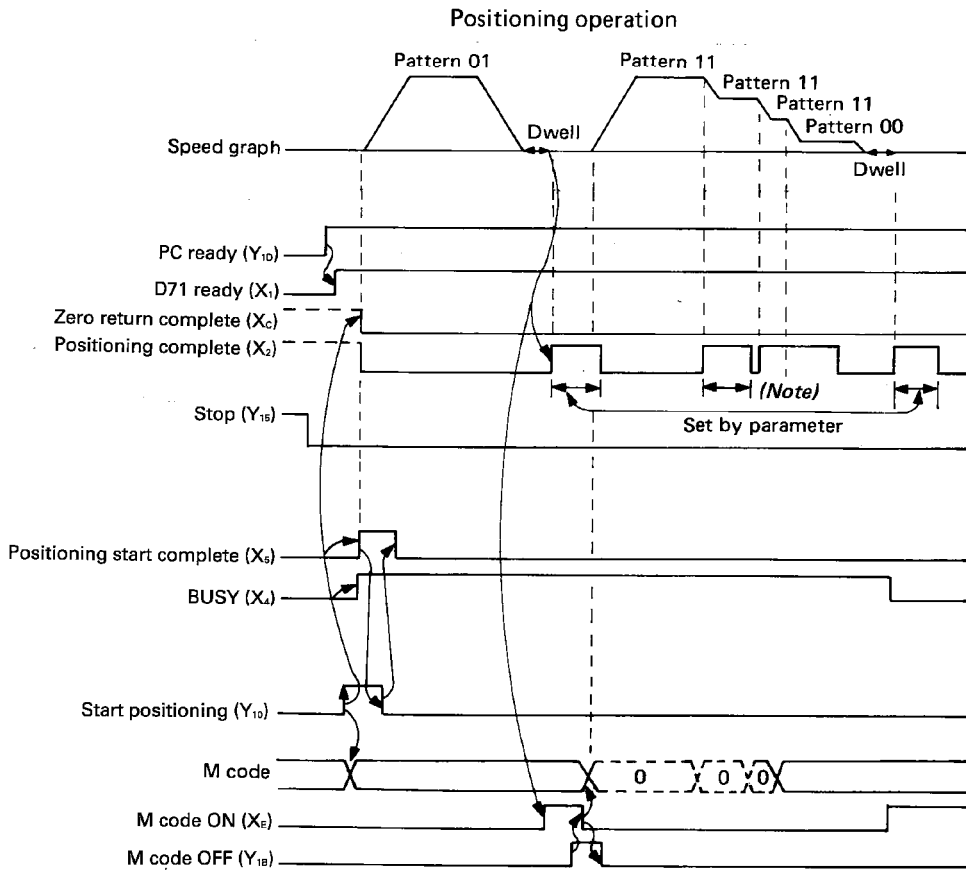 Positioning operation
Pattern 01
Pattern 11
Pattern 11
Pattern 11
Pattern 00
Dwell
Speed graph
Dwell
PC ready (Y1D)
D71 ready (X1)
Zero return complete (XC)
Positioning complete (X2)
(Note)
Set by parameter
Stop (Y15)
Positioning start complete (X5)
BUSY (X4)
Start positioning (Y10)
M code
0
0
0
M code ON (XE)
M code OFF (Y1B)